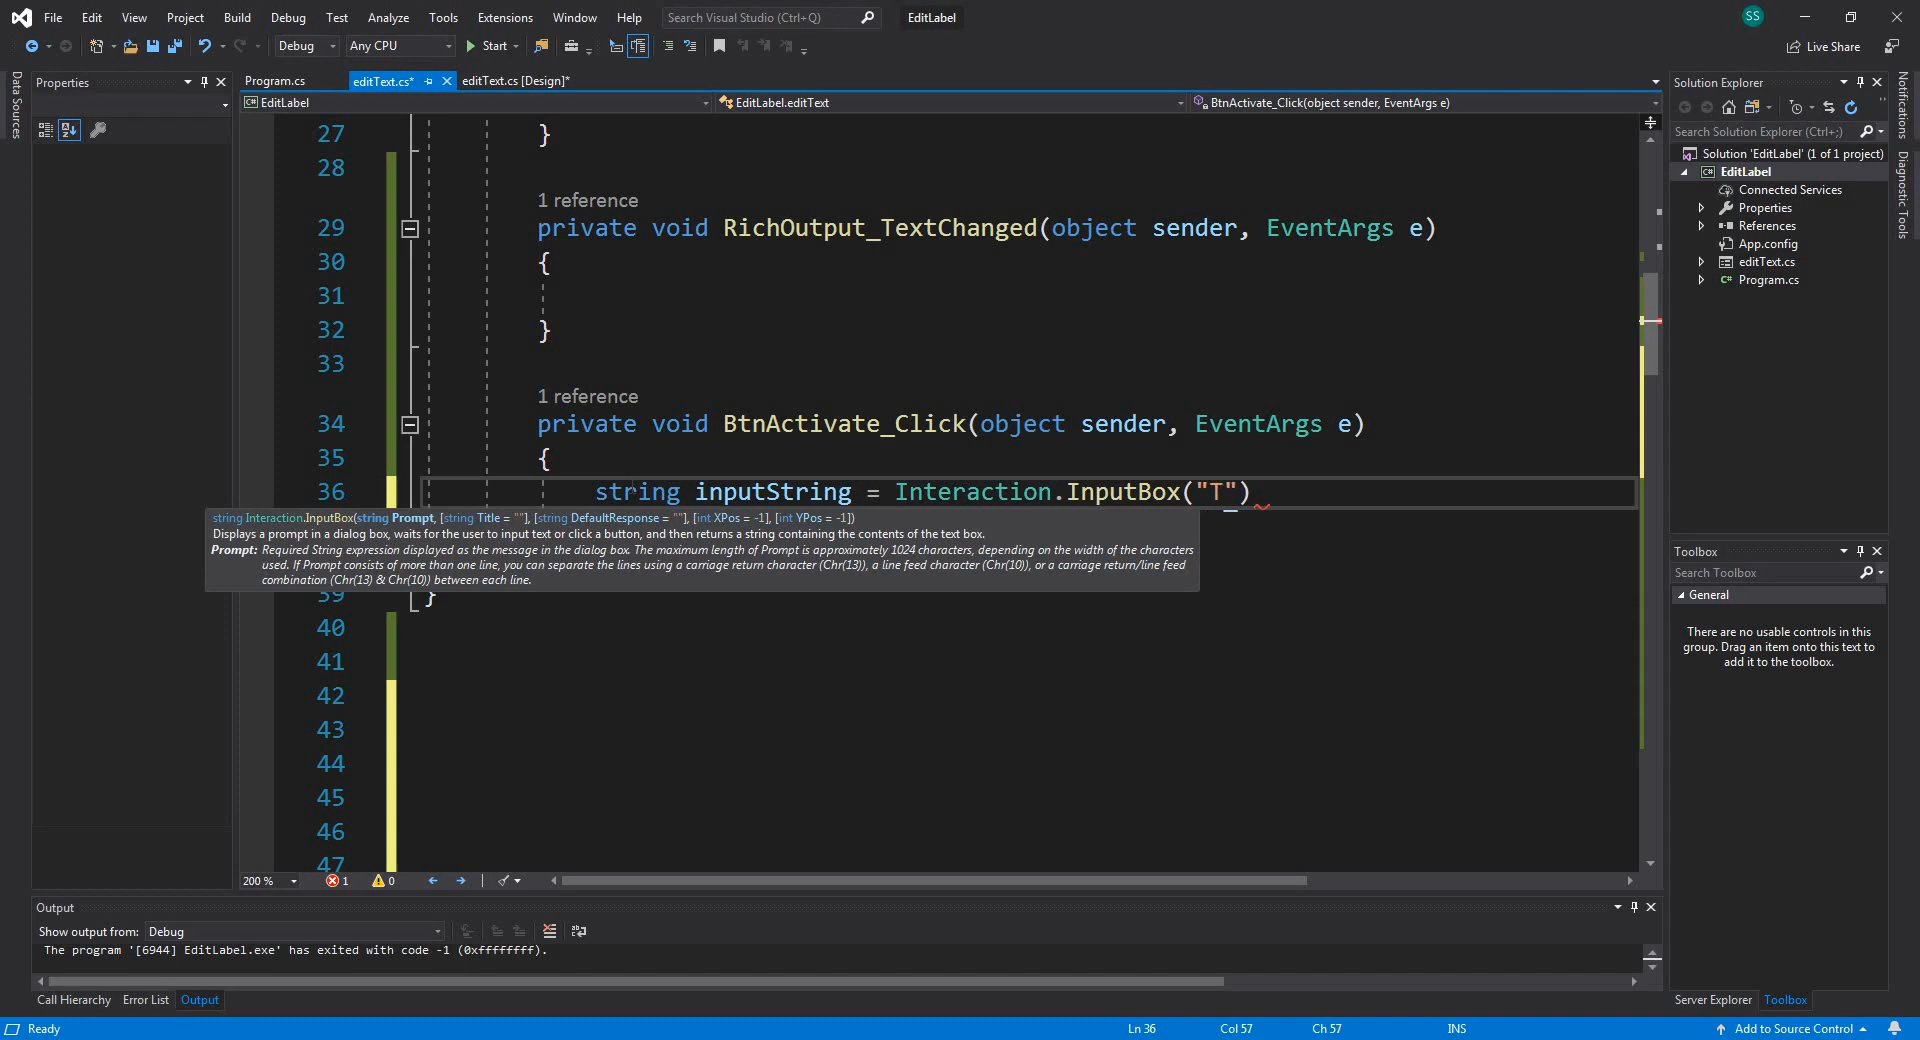 File Edit View Project Build Debug Test Analyze Tools Extensions Window Help Search Visual Studio (Ctrl+Q) EditLabel SS
Debug Any CPU Start Live Share
Data Sources
Properties
Program.cs editText.cs* editText.cs [Design]*
EditLabel EditLabel.editText BtnActivate_Click(object sender, EventArgs e)
27 }
28
1 reference
29 private void RichOutput_TextChanged(object sender, EventArgs e)
30 {
31
32 }
33
1 reference
34 private void BtnActivate_Click(object sender, EventArgs e)
35 {
36 string inputString = Interaction.InputBox("T")
string Interaction.InputBox(string Prompt, [string Title = ""], [string DefaultResponse = ""], [int XPos = -1], [int YPos = -1])
Displays a prompt in a dialog box, waits for the user to input text or click a button, and then returns a string containing the contents of the text box.
Prompt: Required String expression displayed as the message in the dialog box. The maximum length of Prompt is approximately 1024 characters, depending on the width of the characters
used. If Prompt consists of more than one line, you can separate the lines using a carriage return character (Chr(13)), a line feed character (Chr(10)), or a carriage return/line feed
combination (Chr(13) & Chr(10)) between each line.
39 }
40
41
42
43
44
45
46
47
200 % 1 0
Output
Show output from: Debug
The program '[6944] EditLabel.exe' has exited with code -1 (0xffffffff).
Call Hierarchy Error List Output
Solution Explorer
Search Solution Explorer (Ctrl+;)
Solution 'EditLabel' (1 of 1 project)
C# EditLabel
Connected Services
Properties
References
App.config
editText.cs
C# Program.cs
Toolbox
Search Toolbox
General
There are no usable controls in this
group. Drag an item onto this text to
add it to the toolbox.
Server Explorer Toolbox
Notifications
Diagnostic Tools
Ready Ln 36 Col 57 Ch 57 INS Add to Source Control